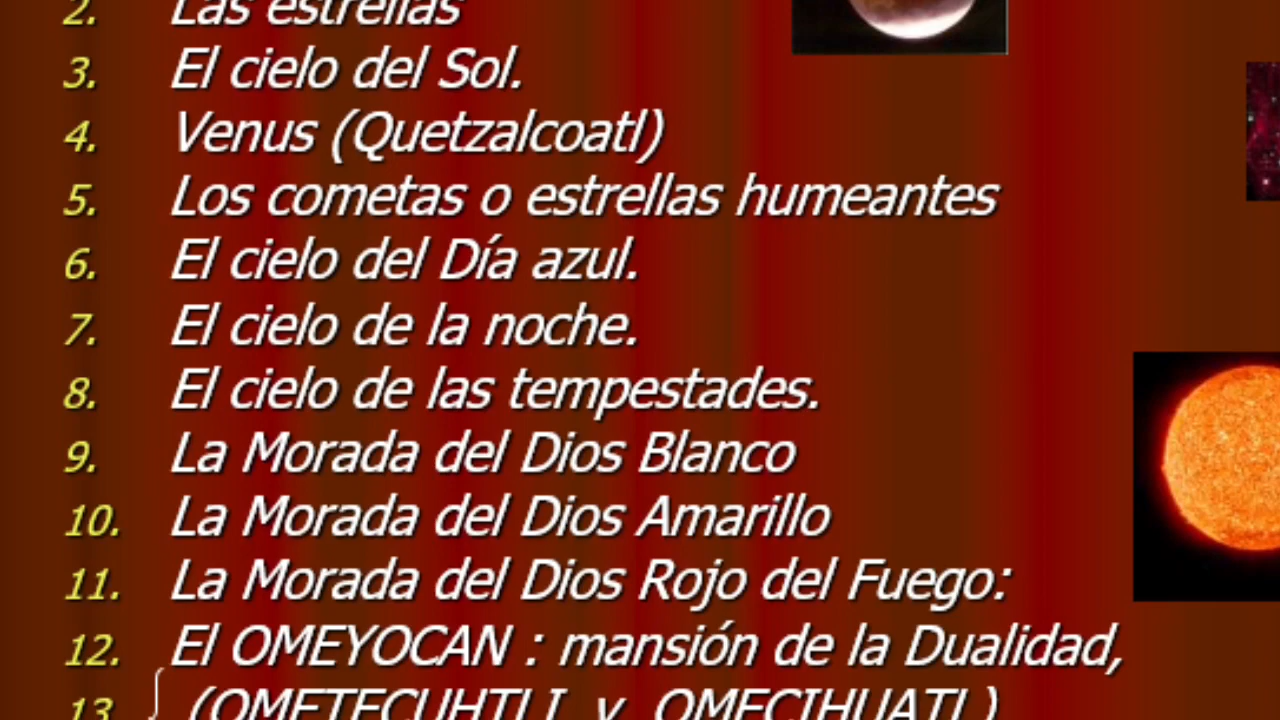 2. Las estrellas
3. El cielo del Sol.
4. Venus (Quetzalcoatl)
5. Los cometas o estrellas humeantes
6. El cielo del Día azul.
7. El cielo de la noche.
8. El cielo de las tempestades.
9. La Morada del Dios Blanco
10. La Morada del Dios Amarillo
11. La Morada del Dios Rojo del Fuego:
12. El OMEYOCAN : mansión de la Dualidad,
13. (OMETECUHTLI y OMECIHUATL)